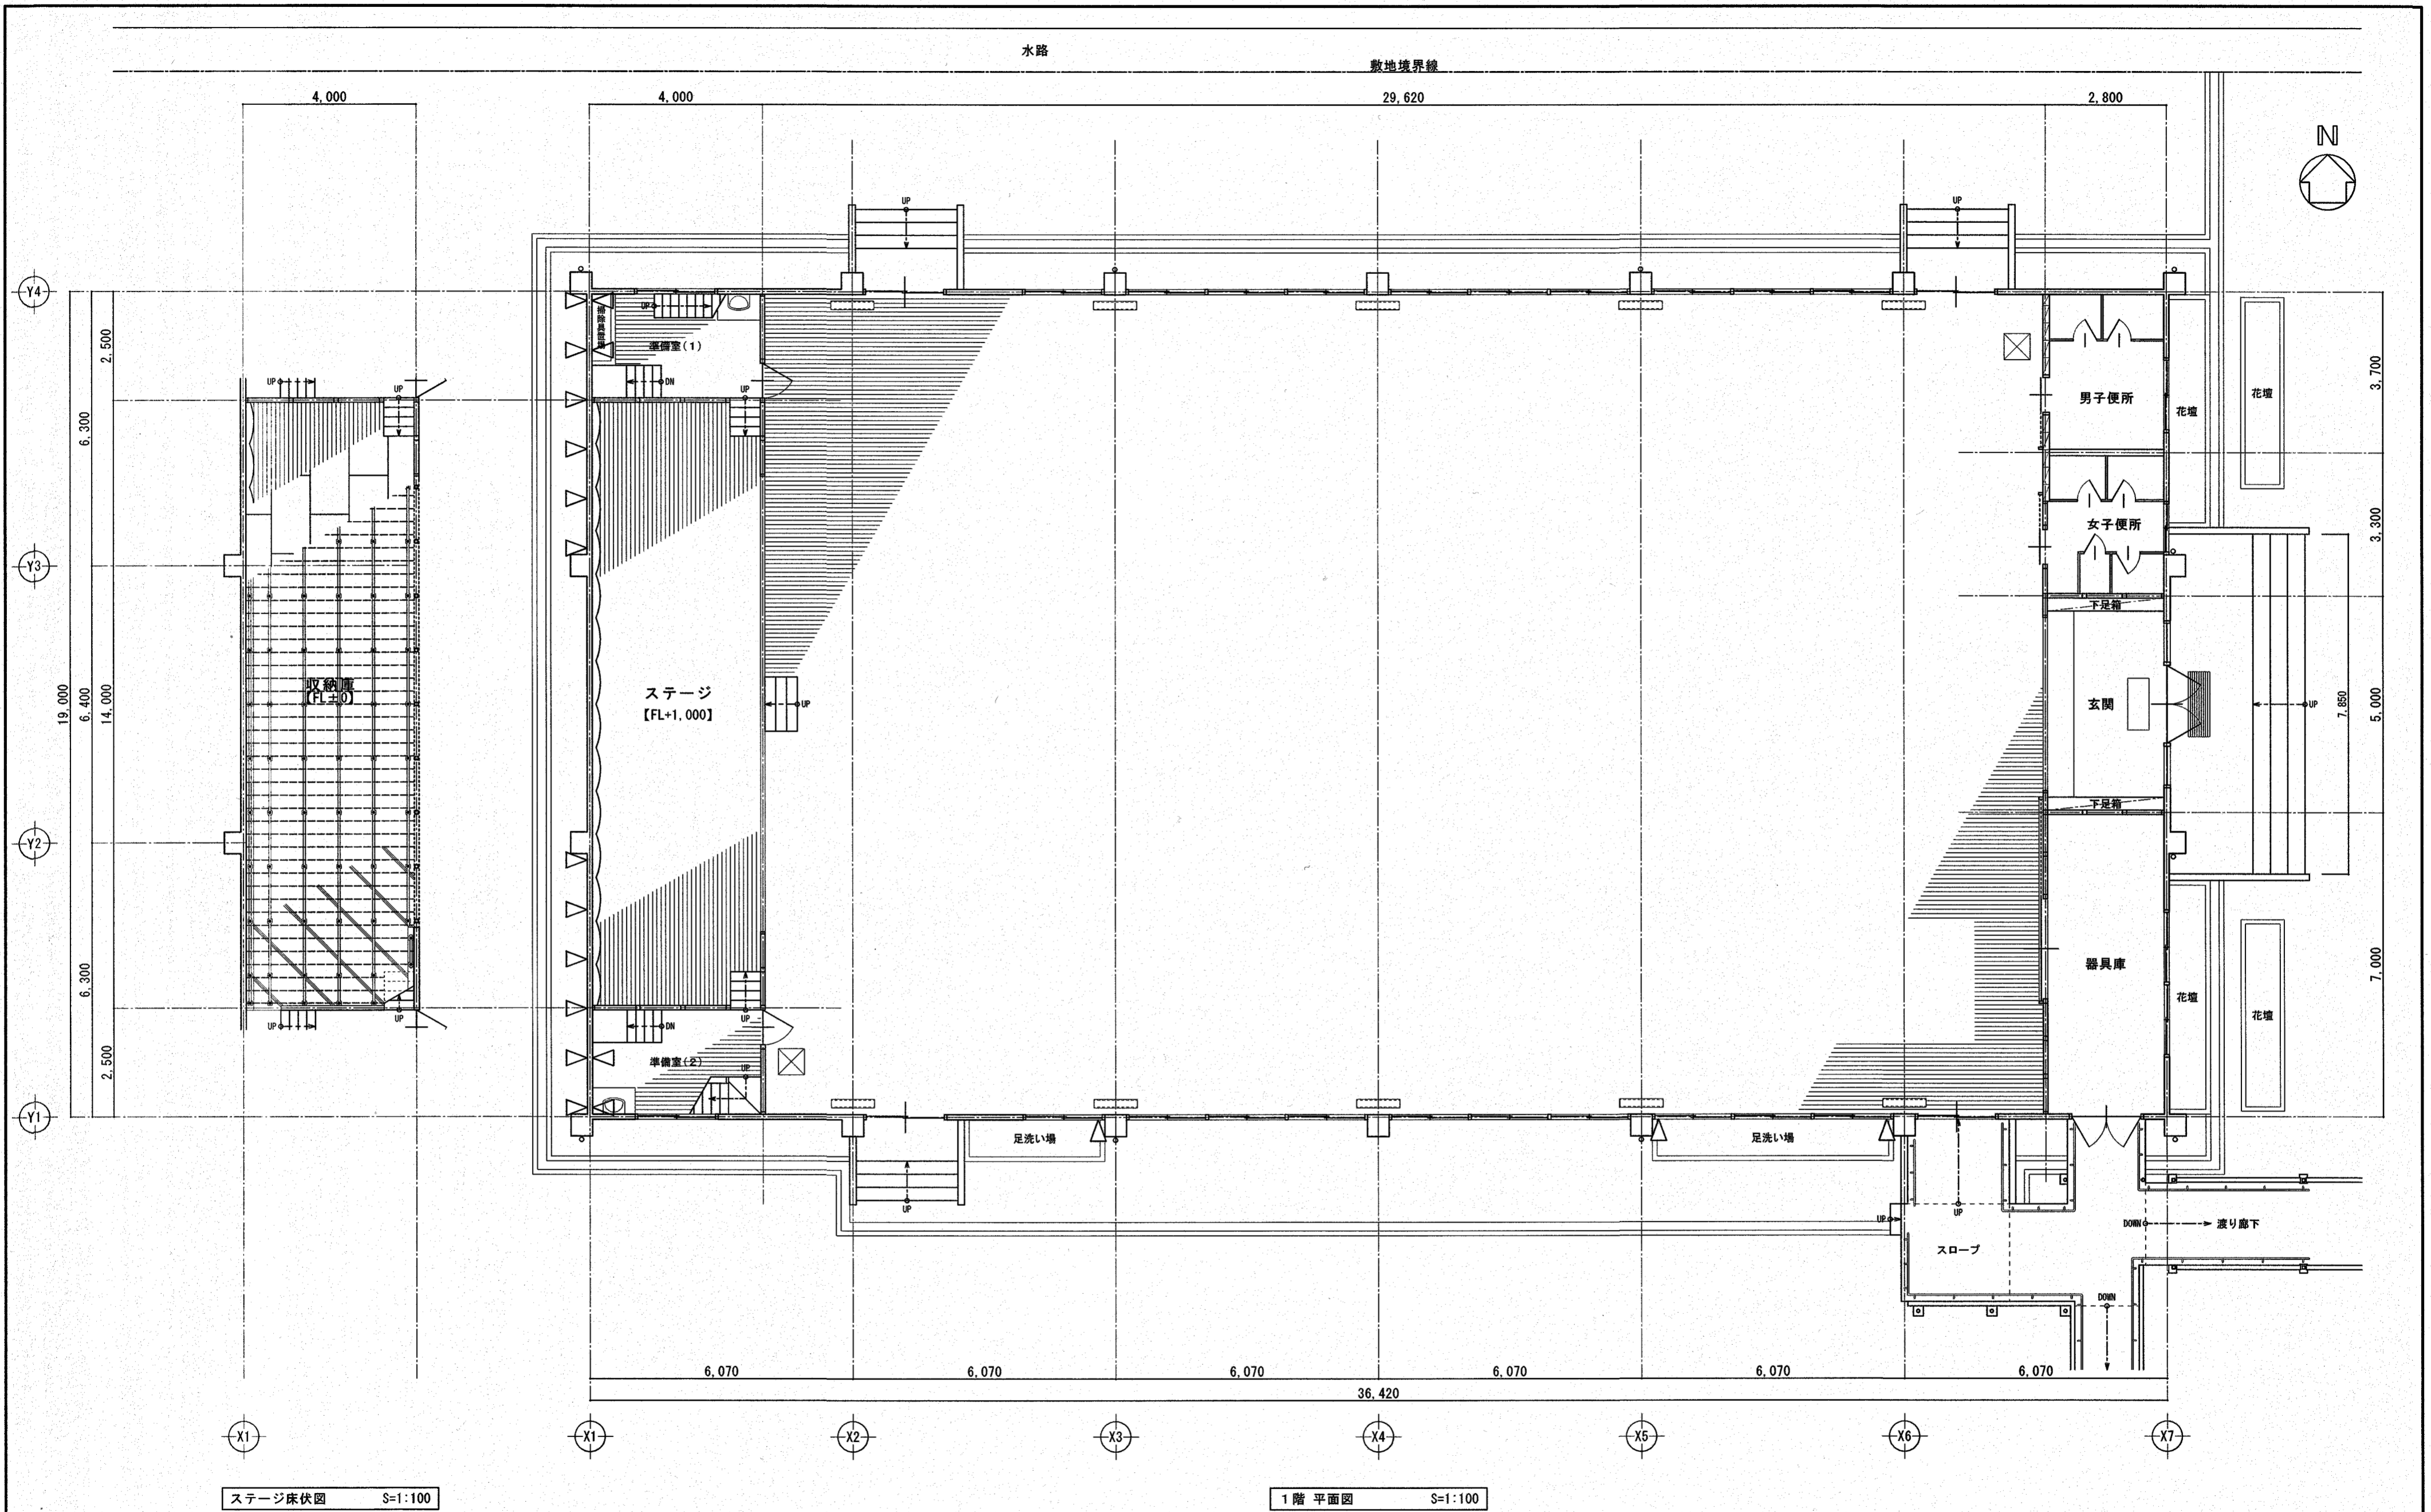 水路
敷地境界線
4,000
4,000
29,620
2,800
N
UP
UP
Y4
Y3
Y2
Y1
19,000
6,300
6,400
6,300
2,500
14,000
2,500
UP
UP
収納庫
【FL±0】
UP
UP
UP
準備室(1)
DN
UP
ステージ
【FL+1,000】
UP
DN
UP
準備室(2)
UP
男子便所
女子便所
下足箱
玄関
下足箱
器具庫
花壇
花壇
花壇
花壇
UP
3,700
3,300
5,000
7,850
7,000
足洗い場
足洗い場
UP
UP
UP
スロープ
DOWN
渡り廊下
DOWN
6,070
6,070
6,070
6,070
6,070
6,070
36,420
X1
X1
X2
X3
X4
X5
X6
X7
ステージ床伏図 S=1:100
1階 平面図 S=1:100